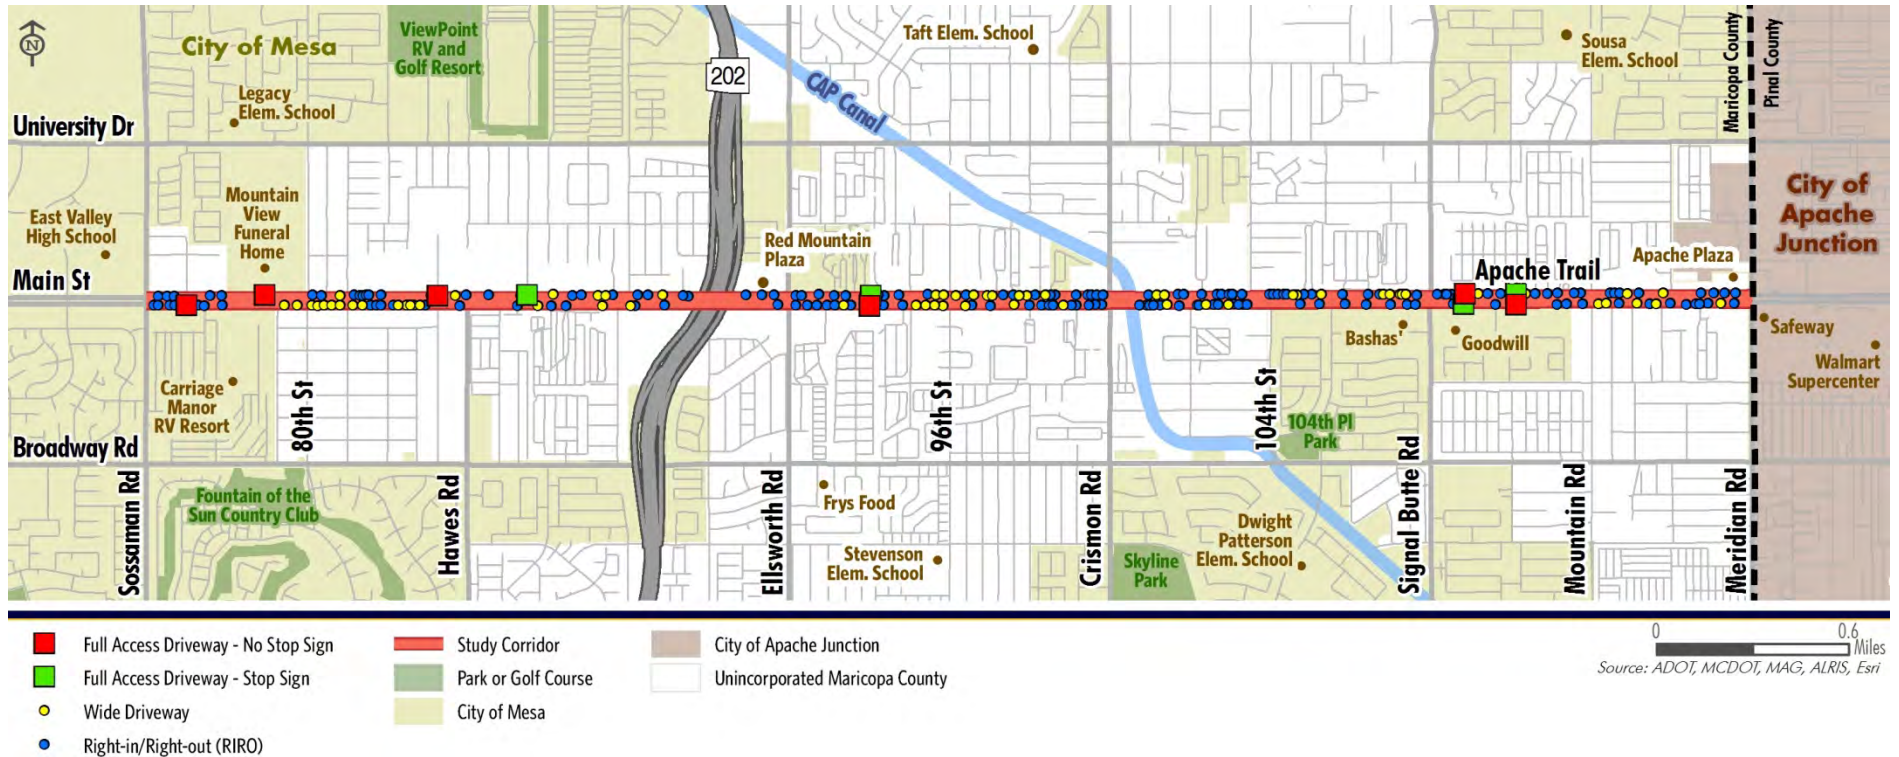 N
City of Mesa
ViewPoint
RV and
Golf Resort
Legacy
Elem. School
202
CAP Canal
Taft Elem. School
Sousa
Elem. School
Maricopa County
Pinal County
University Dr
East Valley
High School
Mountain
View
Funeral
Home
Red Mountain
Plaza
City of
Apache
Junction
Apache Plaza
Main St
Apache Trail
Carriage
Manor
RV Resort
80th St
96th St
104th St
Bashas'
Goodwill
Safeway
Walmart
Supercenter
104th Pl
Park
Broadway Rd
Sossaman Rd
Fountain of the
Sun Country Club
Hawes Rd
Ellsworth Rd
Frys Food
Stevenson
Elem. School
Crismon Rd
Skyline
Park
Dwight
Patterson
Elem. School
Signal Butte Rd
Mountain Rd
Meridian Rd
Full Access Driveway - No Stop Sign
Full Access Driveway - Stop Sign
Wide Driveway
Right-in/Right-out (RIRO)
Study Corridor
Park or Golf Course
City of Mesa
City of Apache Junction
Unincorporated Maricopa County
0 0.6
Miles
Source: ADOT, MCDOT, MAG, ALRIS, Esri